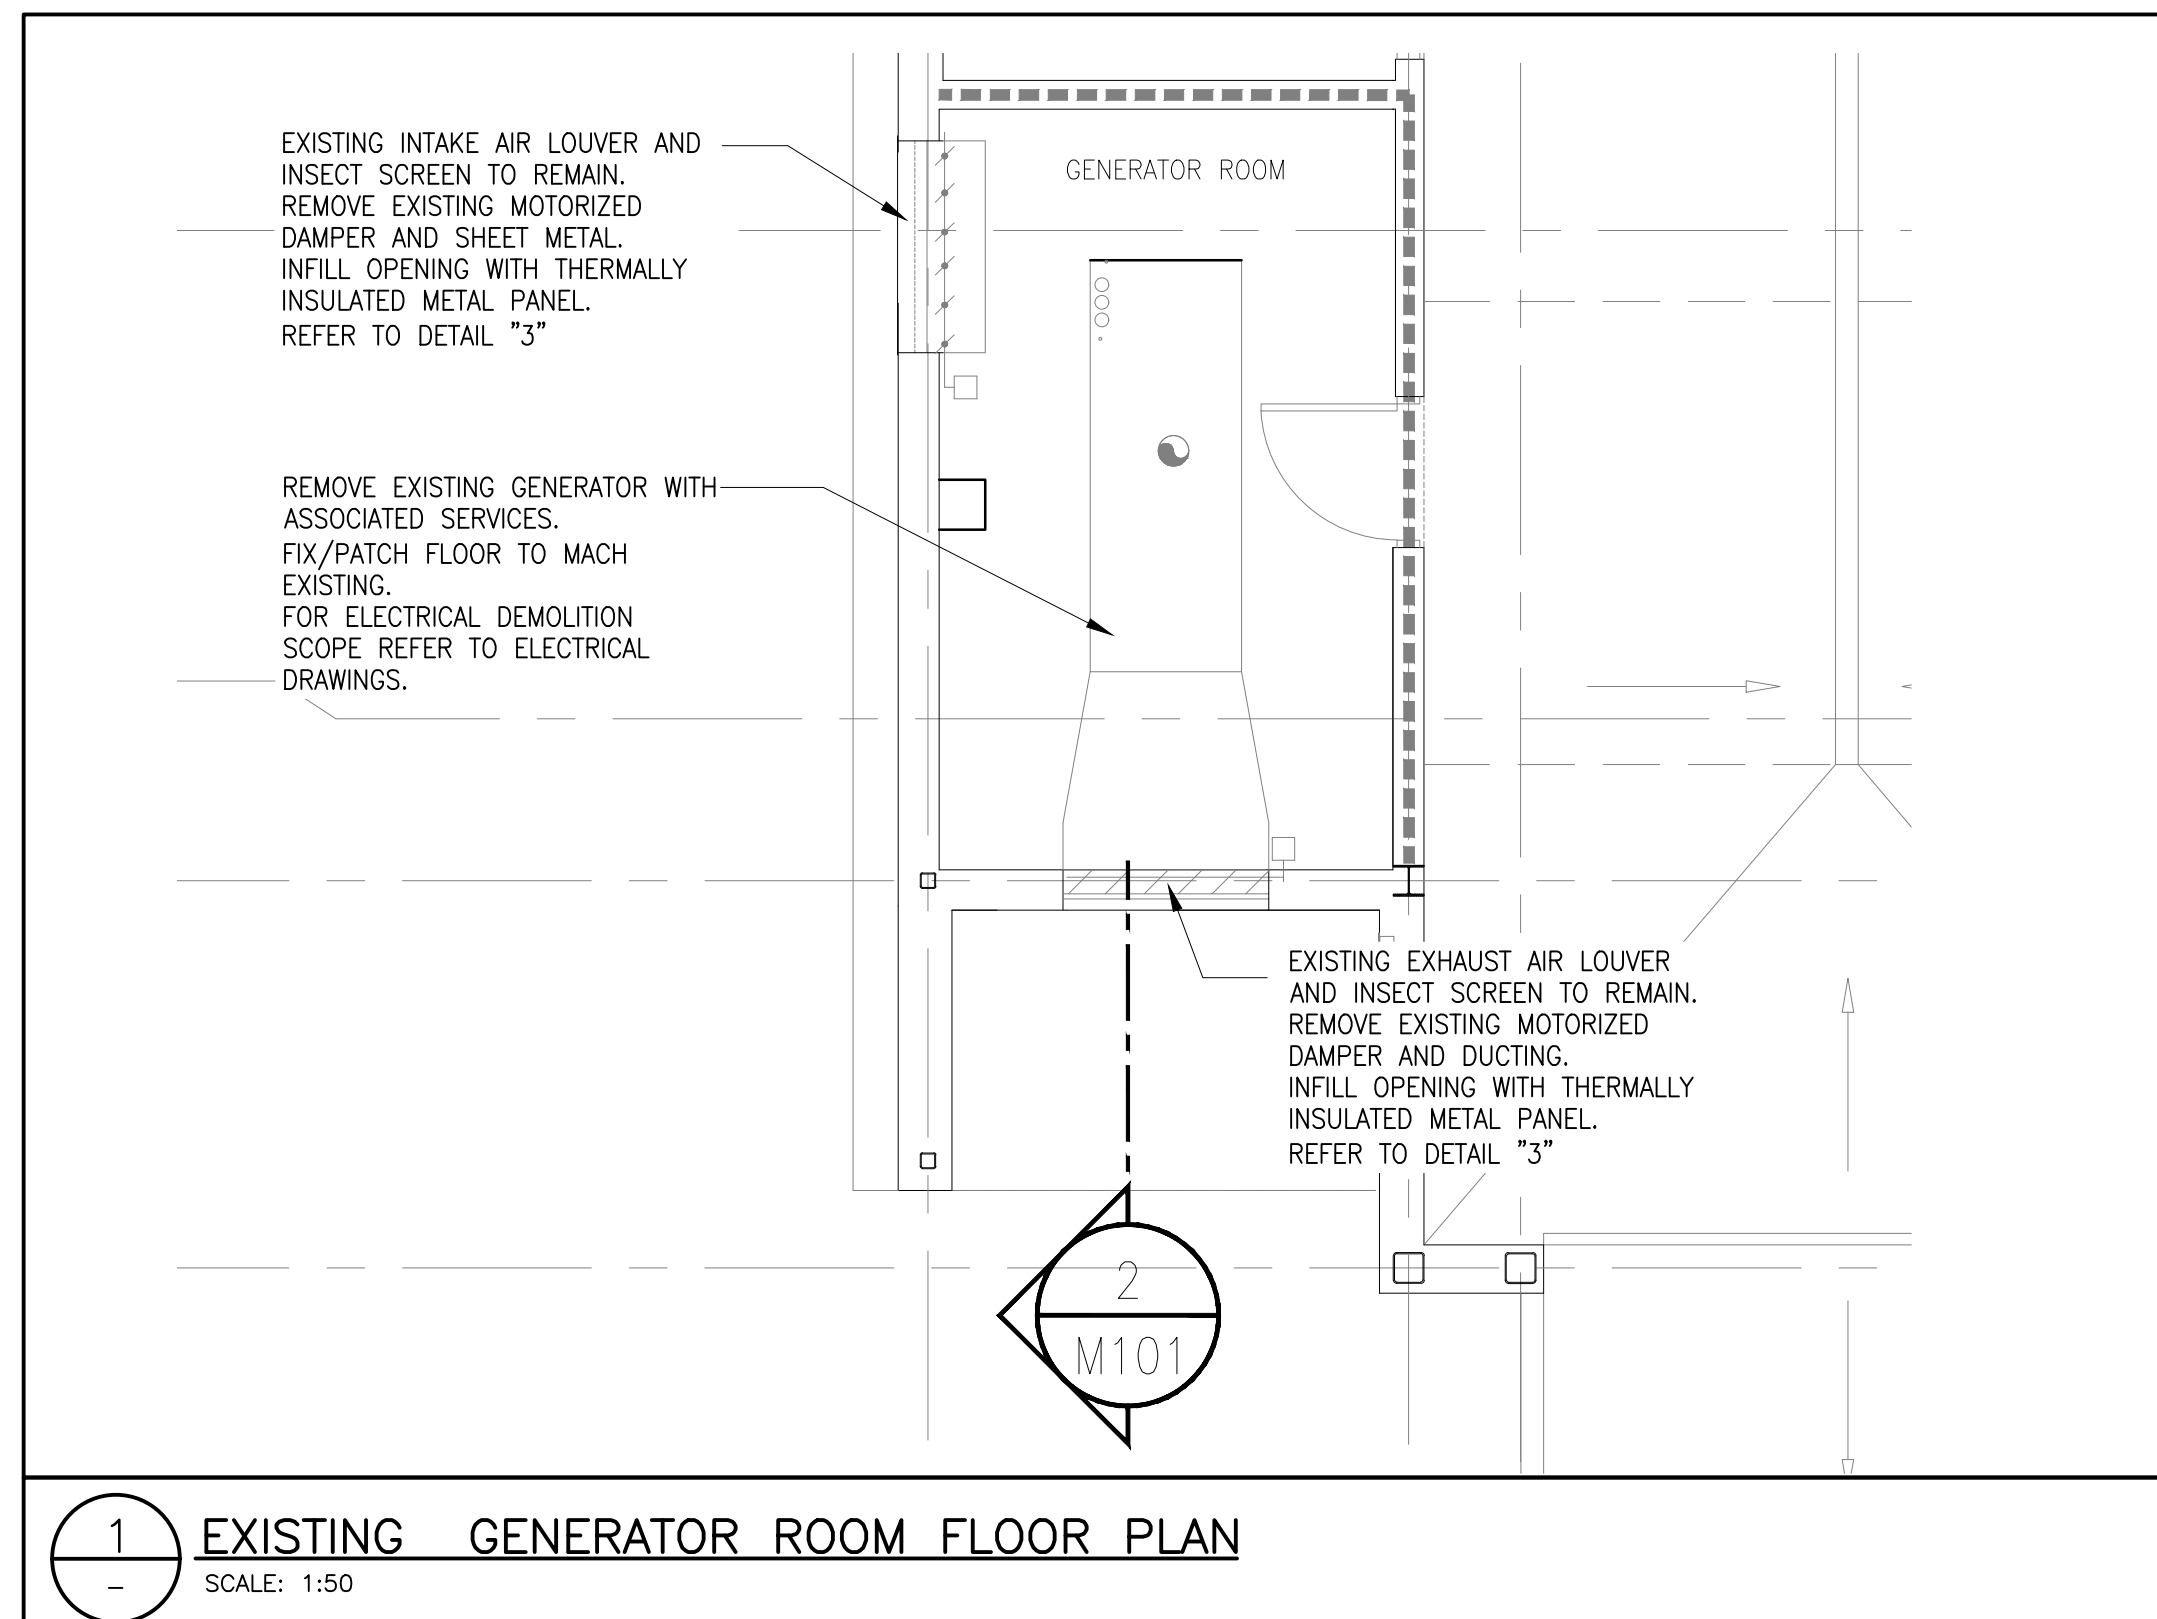 EXISTING INTAKE AIR LOUVER AND
INSECT SCREEN TO REMAIN.
REMOVE EXISTING MOTORIZED
DAMPER AND SHEET METAL.
INFILL OPENING WITH THERMALLY
INSULATED METAL PANEL.
REFER TO DETAIL "3"
GENERATOR ROOM
REMOVE EXISTING GENERATOR WITH
ASSOCIATED SERVICES.
FIX/PATCH FLOOR TO MACH
EXISTING.
FOR ELECTRICAL DEMOLITION
SCOPE REFER TO ELECTRICAL
DRAWINGS.
EXISTING EXHAUST AIR LOUVER
AND INSECT SCREEN TO REMAIN.
REMOVE EXISTING MOTORIZED
DAMPER AND DUCTING.
INFILL OPENING WITH THERMALLY
INSULATED METAL PANEL.
REFER TO DETAIL "3"
2
M101
1
-
EXISTING GENERATOR ROOM FLOOR PLAN
SCALE: 1:50